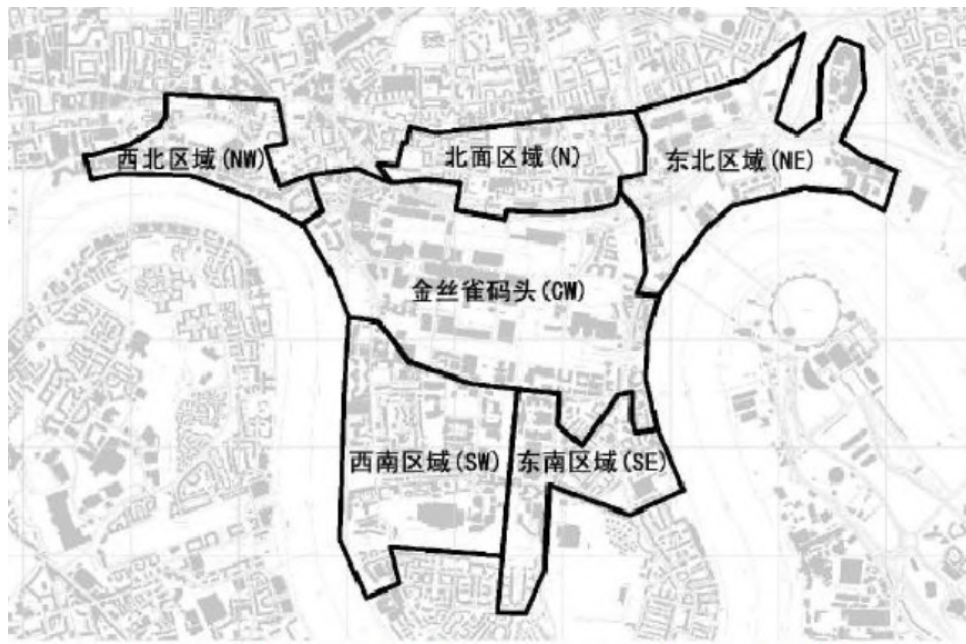 西北区域(NW)
北面区域(N)
东北区域(NE)
金丝雀码头(CW)
西南区域(SW)
东南区域(SE)